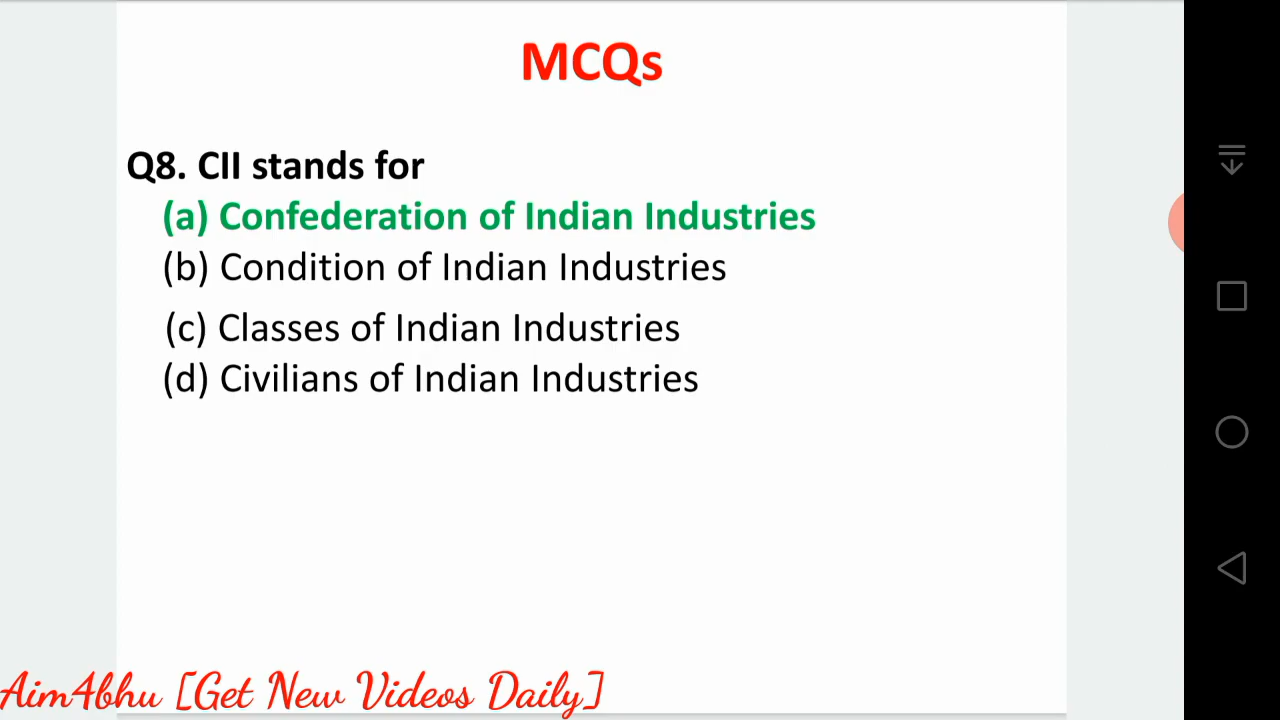 MCQs
Q8. CII stands for
(a) Confederation of Indian Industries
(b) Condition of Indian Industries
(c) Classes of Indian Industries
(d) Civilians of Indian Industries
Aim4bhu [Get New Videos Daily]